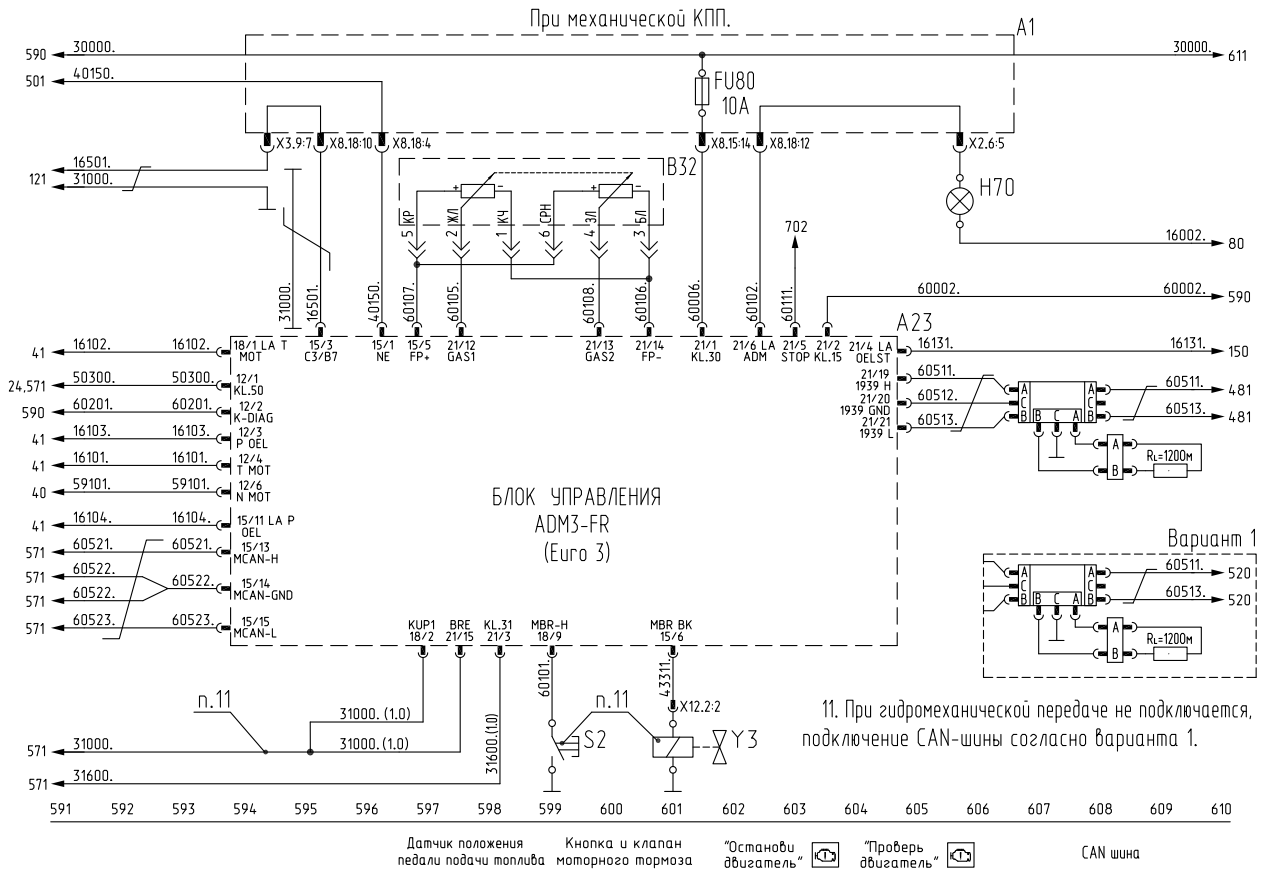 При механической КПП.
A1
590 30000. 30000. 611
501 40150.
FU80
10A
X3.9:7 X8.18:10 X8.18:4 X8.15:14 X8.18:12 X2.6:5
121 16501.
31000.
B32
+ − + −
5 КР
2 ЖЛ
1 КЧ
6 СРН
4 ЗЛ
3 БЛ
H70
702
16002. 80
31000.
16501.
40150.
60107.
60105.
60108.
60106.
60006.
60102.
60111.
60002. 60002. 590
A23
41 16102. 16102. 18/1 LA T
MOT
15/3
C3/B7
15/1
NE
15/5
FP+
21/12
GAS1
21/13
GAS2
21/14
FP-
21/1
KL.30
21/6 LA
ADM
21/5
STOP
21/2
KL.15
21/4 LA
OELST
16131. 16131. 150
24,571 50300. 50300. 12/1
KL.50
590 60201. 60201. 12/2
K-DIAG
41 16103. 16103. 12/3
P OEL
41 16101. 16101. 12/4
T MOT
40 59101. 59101. 12/6
N MOT
41 16104. 16104. 15/11 LA P
OEL
571 60521. 60521. 15/13
MCAN-H
571 60522.
60522. 15/14
MCAN-GND
571 60522.
571 60523. 60523. 15/15
MCAN-L
21/19
1939 H
60511.
21/20
1939 GND
60512.
21/21
1939 L
60513.
A A 60511. 481
C C
B B C A B 60513. 481
A
B
RL=120Ом
БЛОК УПРАВЛЕНИЯ
ADM3-FR
(Euro 3)
Вариант 1
A A 60511. 520
C C
B B C A B 60513. 520
A
B
RL=120Ом
KUP1
18/2
BRE
21/15
KL.31
21/3
MBR-H
18/9
MBR BK
15/6
60101.
43311.
X12.2:2
п.11
п.11
31000. (1.0)
571 31000. 31000. (1.0)
31600.(1.0)
571 31600.
S2
Y3
11. При гидромеханической передаче не подключается,
подключение CAN-шины согласно варианта 1.
591 592 593 594 595 596 597 598 599 600 601 602 603 604 605 606 607 608 609 610
Датчик положения
педали подачи топлива
Кнопка и клапан
моторного тормоза
"Останови
двигатель"
"Проверь
двигатель"
CAN шина